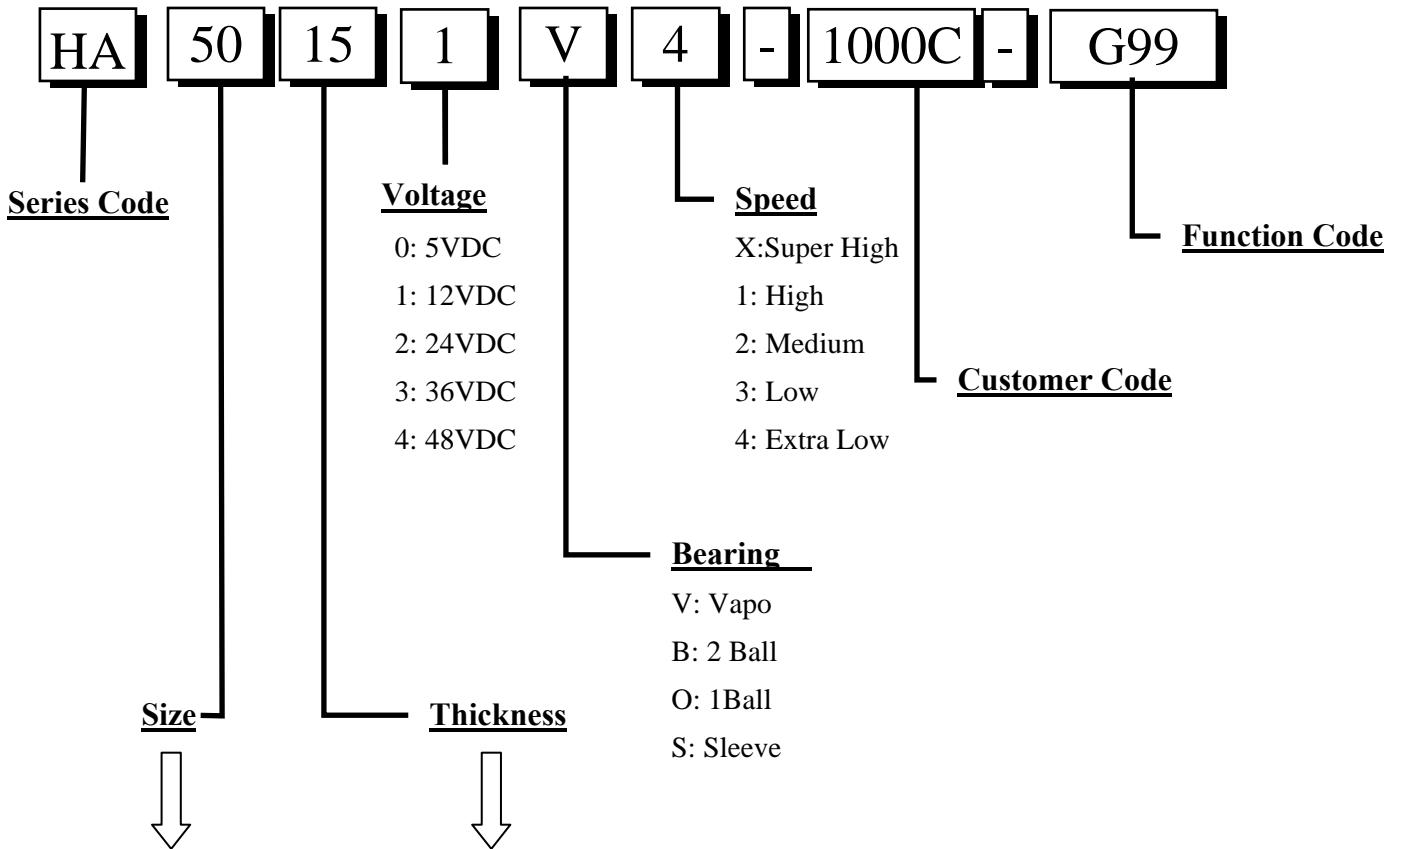 HA 50 15 1 V 4 - 1000C - G99
Series Code
Voltage
0: 5VDC
1: 12VDC
2: 24VDC
3: 36VDC
4: 48VDC
Speed
X:Super High
1: High
2: Medium
3: Low
4: Extra Low
Function Code
Customer Code
Bearing
V: Vapo
B: 2 Ball
O: 1Ball
S: Sleeve
Size
Thickness